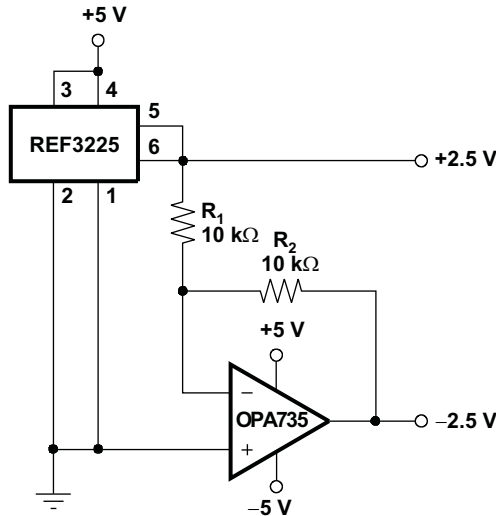 +5 V
3
4
5
REF3225
6
+2.5 V
2
1
R1
10 kΩ
R2
10 kΩ
+5 V
−
OPA735
−2.5 V
+
−5 V